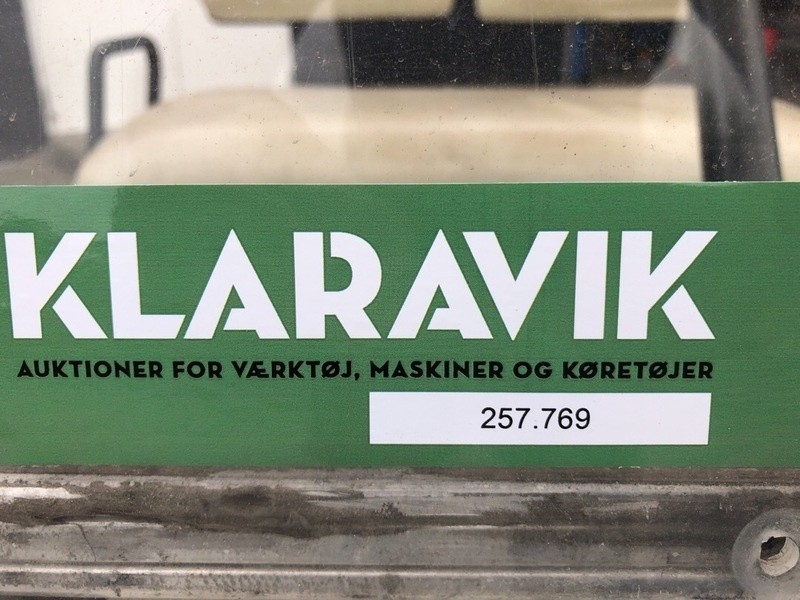 KLARAVIK
AUKTIONER FOR VÆRKTØJ, MASKINER OG KØRETØJER
257.769